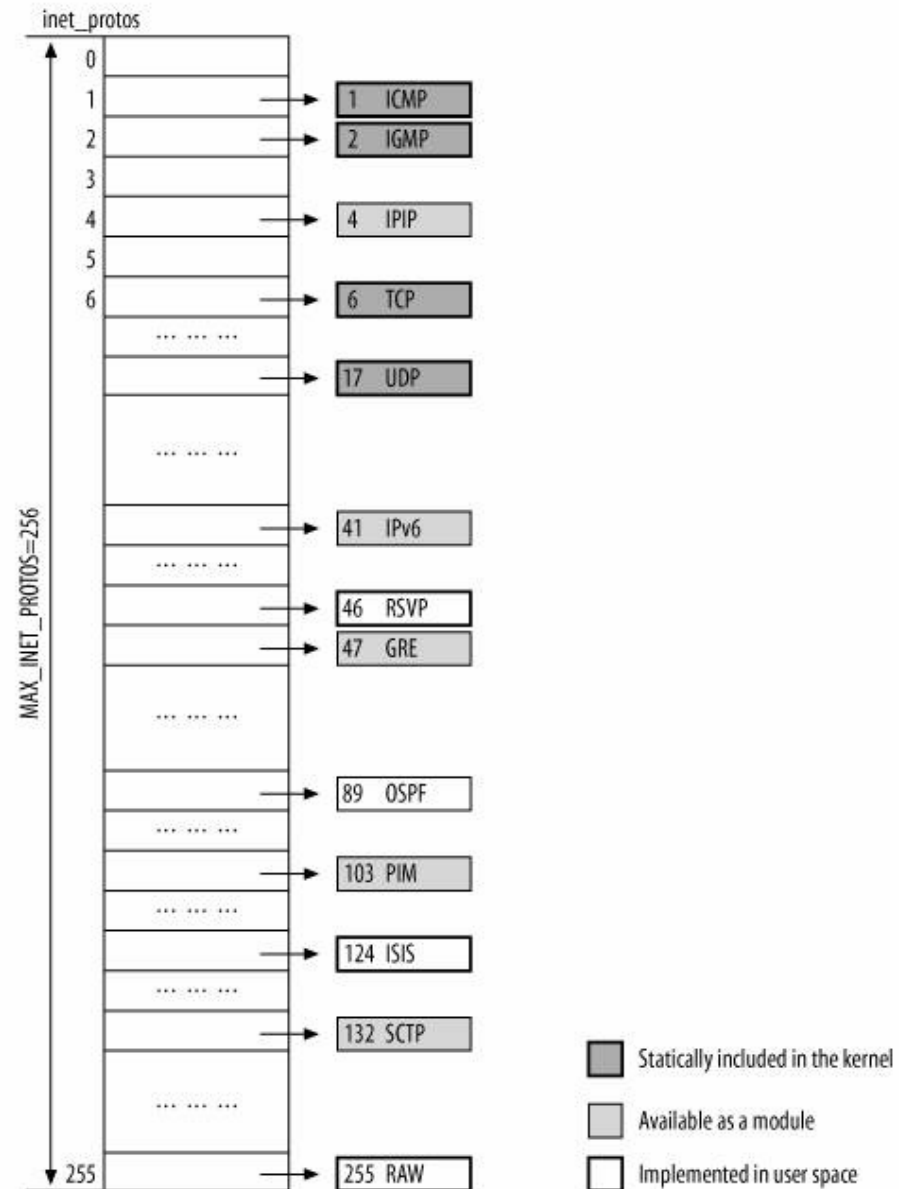 inet_protos
0
1
1 ICMP
2
2 IGMP
3
4
4 IPIP
5
6
6 TCP
... ... ...
17 UDP
... ... ...
41 IPv6
... ... ...
46 RSVP
47 GRE
... ... ...
89 OSPF
... ... ...
103 PIM
... ... ...
124 ISIS
... ... ...
132 SCTP
... ... ...
255
255 RAW
MAX_INET_PROTOS=256
Statically included in the kernel
Available as a module
Implemented in user space